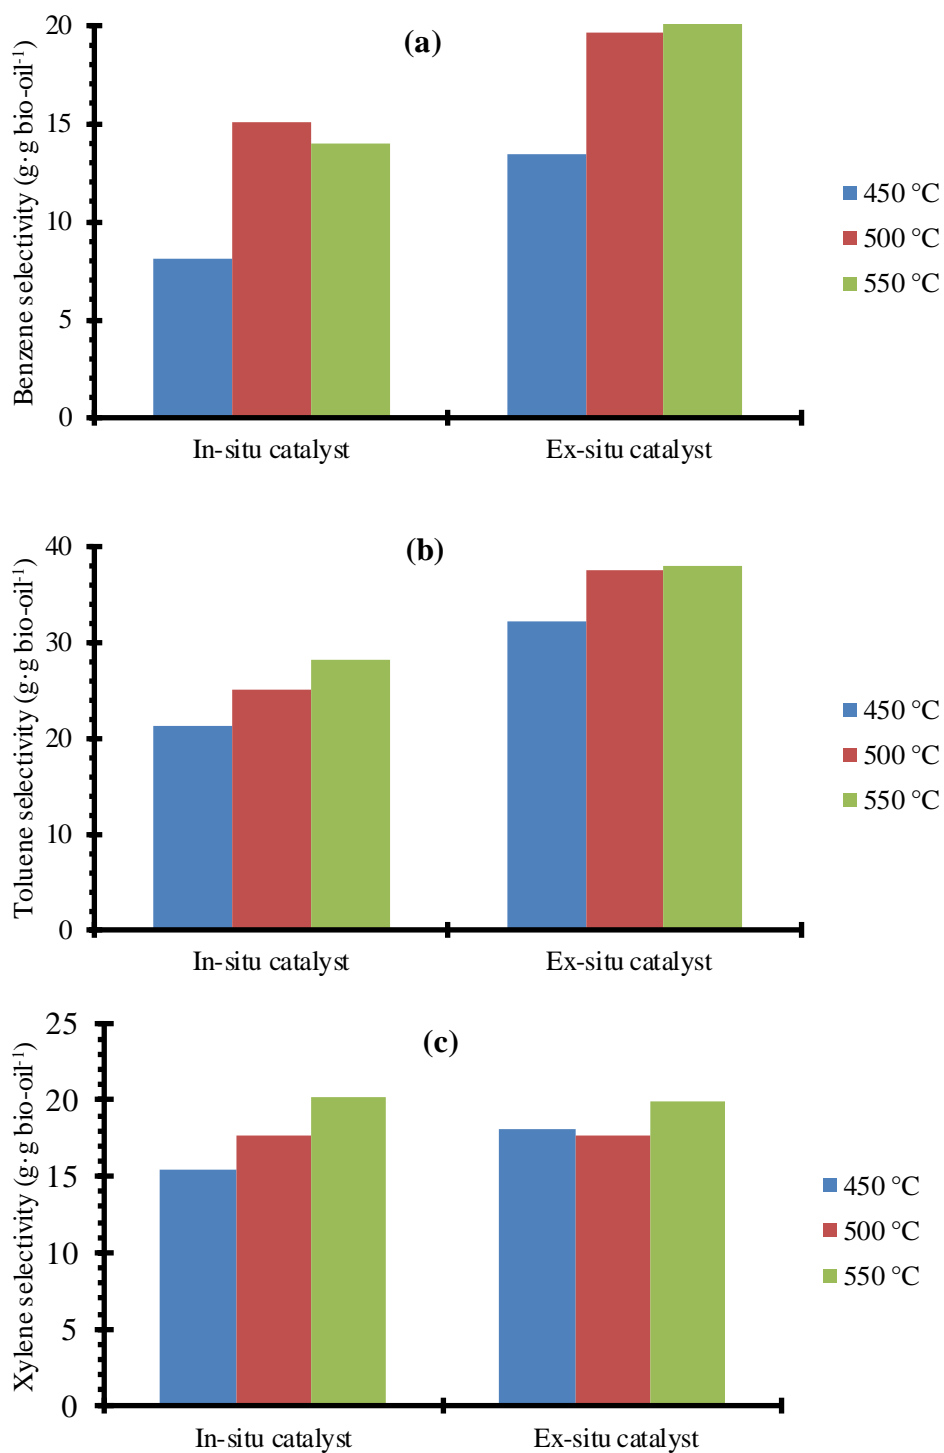 (a)
Benzene selectivity (g·g bio-oil⁻¹)
20
15
10
5
0
In-situ catalyst
Ex-situ catalyst
450 °C
500 °C
550 °C
(b)
Toluene selectivity (g·g bio-oil⁻¹)
40
30
20
10
0
In-situ catalyst
Ex-situ catalyst
450 °C
500 °C
550 °C
(c)
Xylene selectivity (g·g bio-oil⁻¹)
25
20
15
10
5
0
In-situ catalyst
Ex-situ catalyst
450 °C
500 °C
550 °C